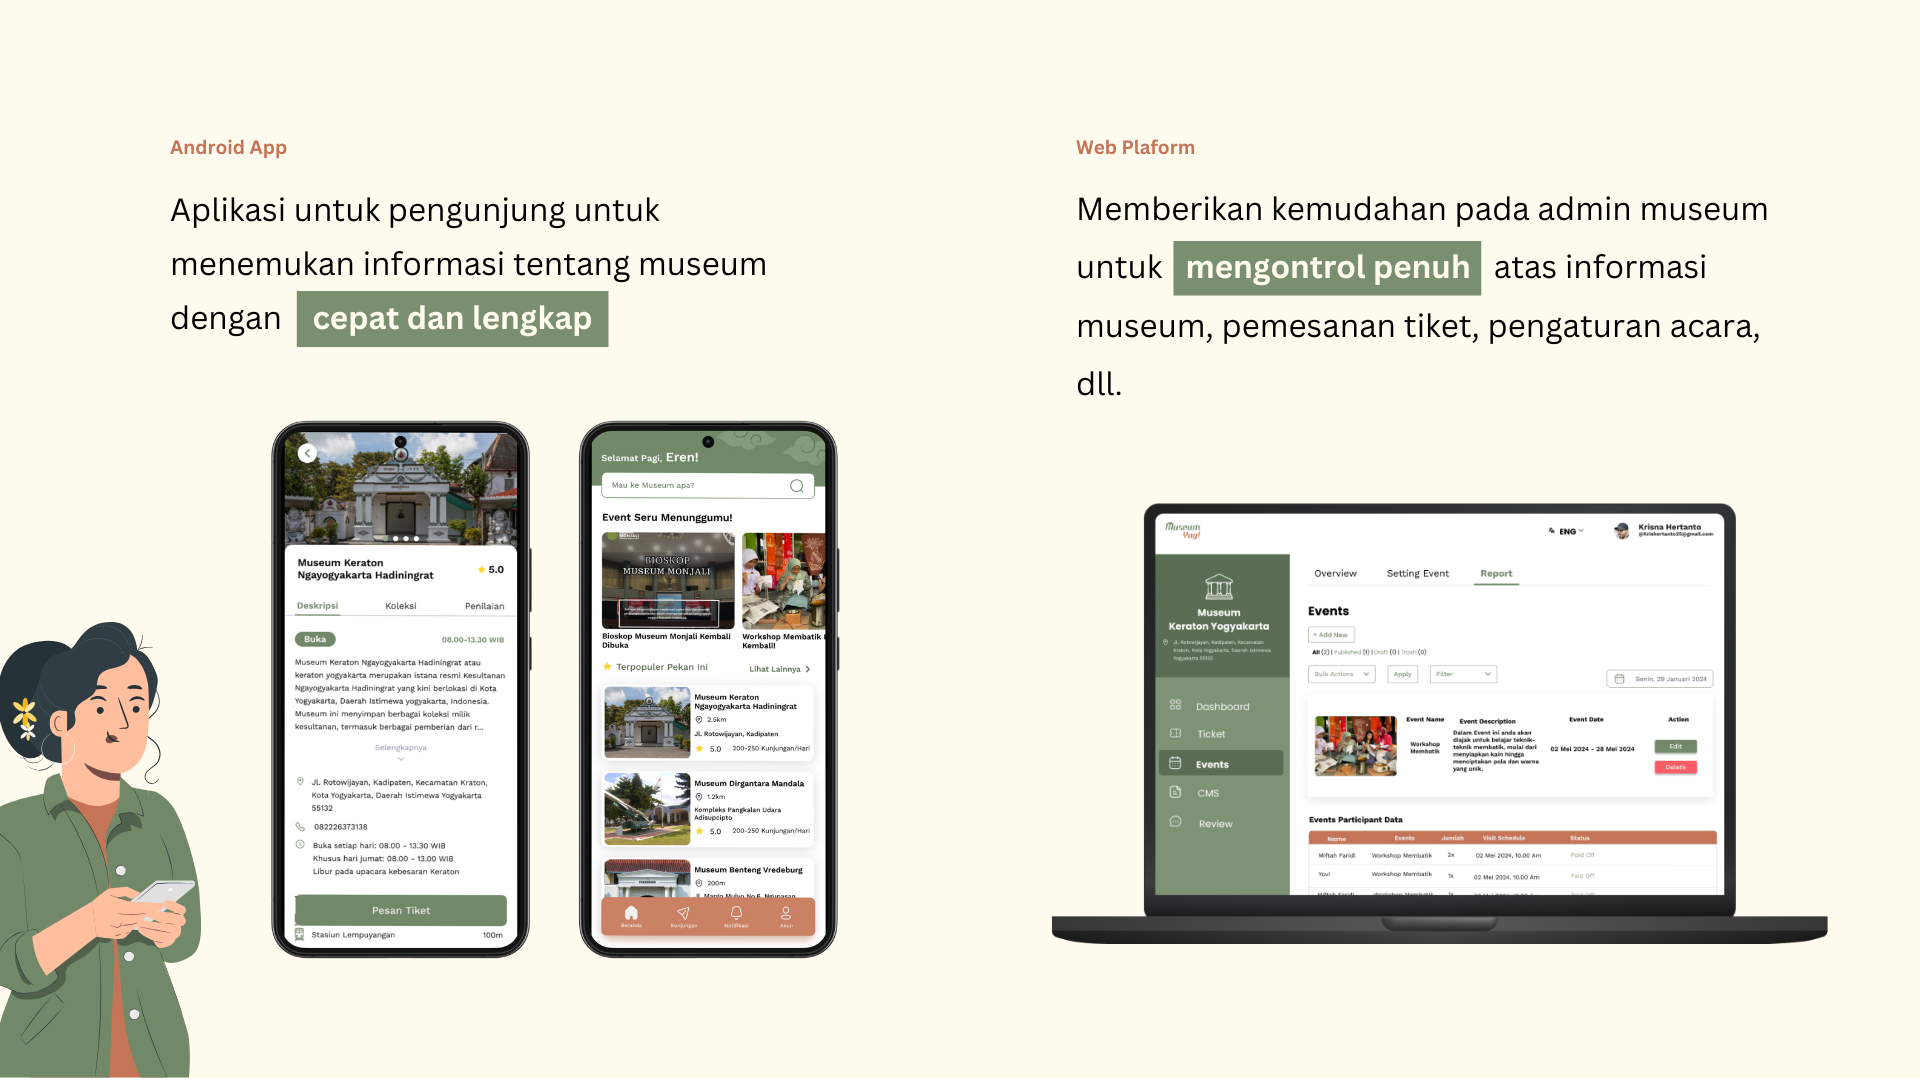 Android App
Aplikasi untuk pengunjung untuk
menemukan informasi tentang museum
dengan cepat dan lengkap
Web Plaform
Memberikan kemudahan pada admin museum
untuk mengontrol penuh atas informasi
museum, pemesanan tiket, pengaturan acara,
dll.
Museum Keraton
Ngayogyakarta Hadiningrat
5.0
Deskripsi Koleksi Penilaian
Buka 08.00-13.30 WIB
Museum Keraton Ngayogyakarta Hadiningrat atau
keraton yogyakarta merupakan istana resmi Kesultanan
Ngayogyakarta Hadiningrat yang kini berlokasi di Kota
Yogyakarta, Daerah Istimewa yogyakarta, Indonesia.
Museum ini menyimpan berbagai koleksi milik
kesultanan, termasuk berbagai pemberian dari r...
Selengkapnya
JL Rotowijayan, Kadipaten, Kecamatan Kraton,
Kota Yogyakarta, Daerah Istimewa Yogyakarta
55132
082226373138
Buka setiap hari: 08.00 - 13.30 WIB
Khusus hari jumat: 08.00 - 13.00 WIB
Libur pada upacara kebesaran Keraton
Pesan Tiket
Stasiun Lempuyangan 100m
Selamat Pagi, Eren!
Mau ke Museum apa?
Event Seru Menunggumu!
MONJALI
BIOSKOP
MUSEUM MONJALI
Bioskop Museum Monjali Kembali
Dibuka
Workshop Membatik
Kembali!
Terpopuler Pekan Ini Lihat Lainnya
Museum Keraton
Ngayogyakarta Hadiningrat
2.5km
JL Rotowijayan, Kadipaten
5.0 200-250 Kunjungan/Hari
Museum Dirgantara Mandala
1.2km
Kompleks Pangkalan Udara
Adisupcipto
5.0 200-250 Kunjungan/Hari
Museum Benteng Vredeburg
200m
Beranda Kunjungan Notifikasi Akun
Museum
Yog!
ENG
Krisna Hertanto
@Krishertanto25@gmail.com
Museum
Keraton Yogyakarta
JL. Rotowijayan, Kadipaten, Kecamatan
Kraton, Kota Yogyakarta, Daerah Istimewa
Yogyakarta 55132
Dashboard
Ticket
Events
CMS
Review
Overview Setting Event Report
Events
+ Add New
All (2) | Published (1) | Draft (0) | Trash (0)
Bulk Actions Apply Filter
Senin, 29 Januari 2024
Event Name Event Description Event Date Action
Workshop
Membatik
Dalam Event ini anda akan
diajak untuk belajar teknik-
teknik membatik, mulai dari
menyiapkan kain hingga
menciptakan pola dan warna
yang unik.
02 Mei 2024 - 28 Mei 2024
Edit
Delete
Events Participant Data
Name Events Jumlah Visit Schedule Status
Miftah Faridl Workshop Membatik 2x 02 Mei 2024, 10.00 Am Paid Off
Yovi Workshop Membatik 1x 02 Mei 2024, 10.00 Am Paid Off